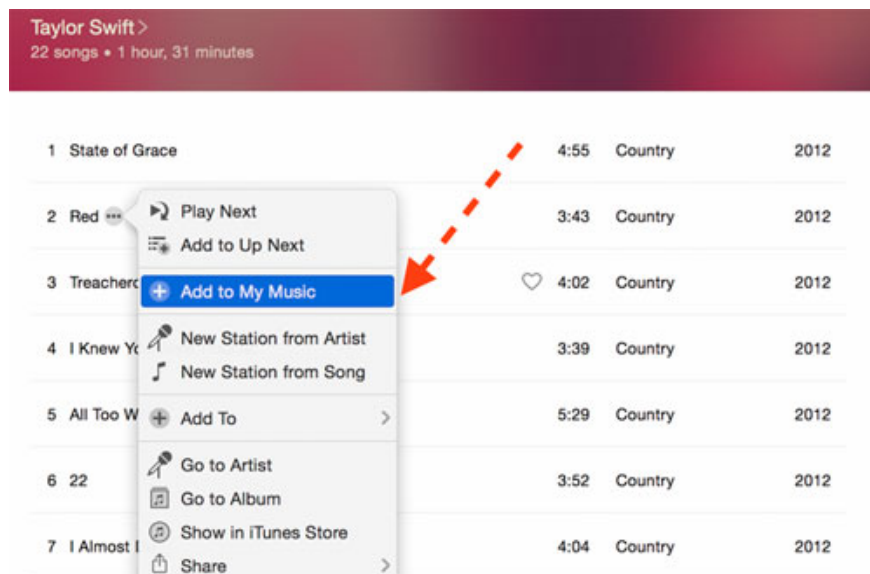 Taylor Swift >
22 songs • 1 hour, 31 minutes
1 State of Grace 4:55 Country 2012
2 Red ••• 3:43 Country 2012
Play Next
Add to Up Next
3 Treachero 4:02 Country 2012
Add to My Music
New Station from Artist
4 I Knew Yo 3:39 Country 2012
New Station from Song
5 All Too W 5:29 Country 2012
Add To >
Go to Artist
6 22 3:52 Country 2012
Go to Album
Show in iTunes Store
7 I Almost 4:04 Country 2012
Share >